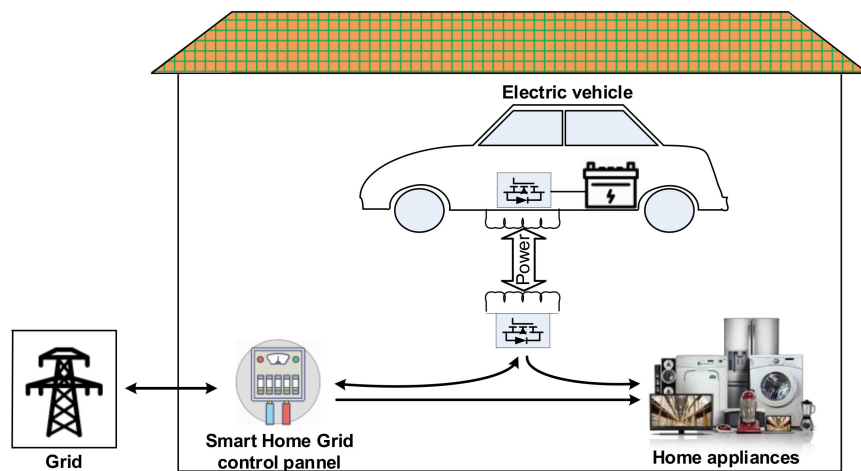 Electric vehicle
Power
Grid
Smart Home Grid
control pannel
Home appliances